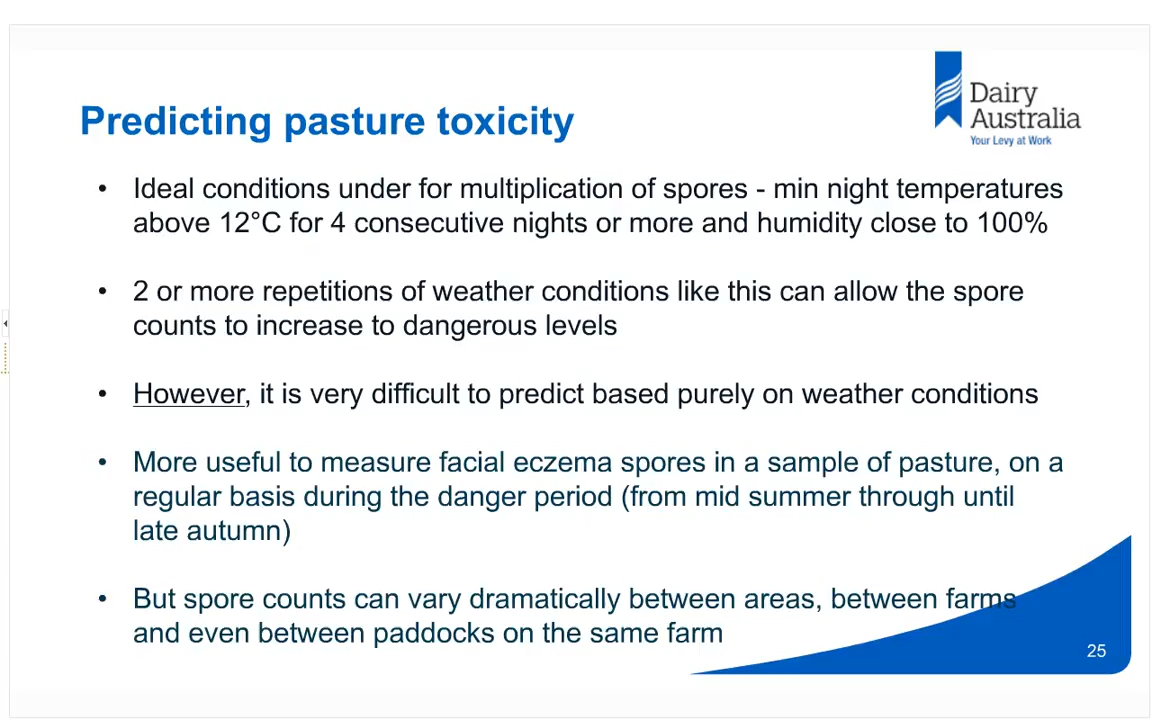 Dairy
Australia
Your Levy at Work
Predicting pasture toxicity
• Ideal conditions under for multiplication of spores - min night temperatures
above 12°C for 4 consecutive nights or more and humidity close to 100%
• 2 or more repetitions of weather conditions like this can allow the spore
counts to increase to dangerous levels
• However, it is very difficult to predict based purely on weather conditions
• More useful to measure facial eczema spores in a sample of pasture, on a
regular basis during the danger period (from mid summer through until
late autumn)
• But spore counts can vary dramatically between areas, between farms
and even between paddocks on the same farm
25